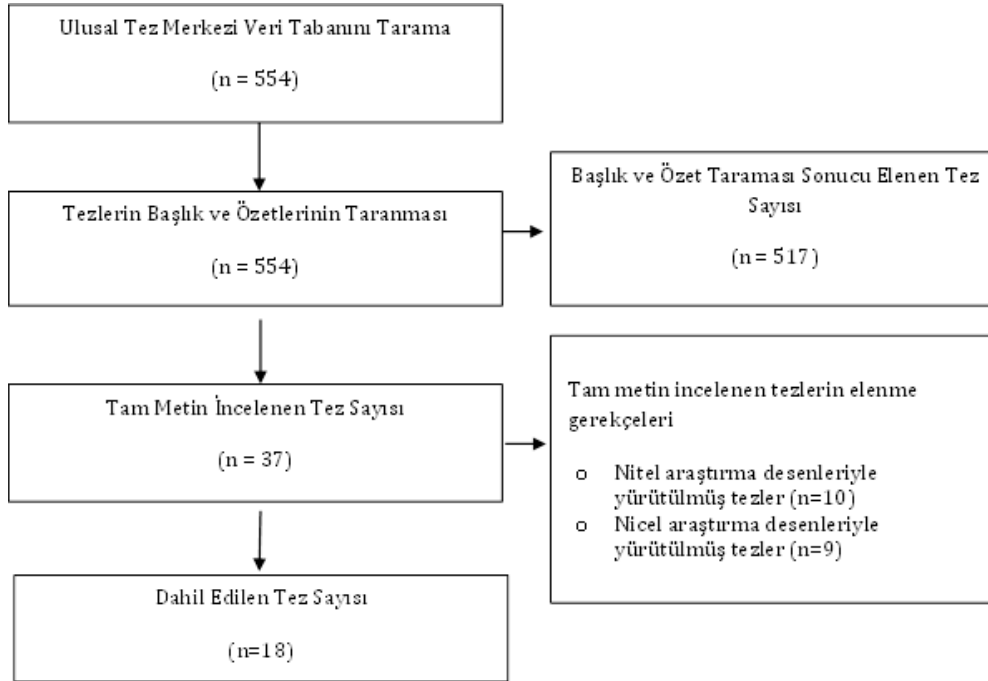 Ulusal Tez Merkezi Veri Tabanını Tarama
(n = 554)
Tezlerin Başlık ve Özetlerinin Taranması
(n = 554)
Başlık ve Özet Taraması Sonucu Elenen Tez
Sayısı
(n = 517)
Tam Metin İncelenen Tez Sayısı
(n = 37)
Tam metin incelenen tezlerin elenme
gerekçeleri
o Nitel araştırma desenleriyle
yürütülmüş tezler (n=10)
o Nicel araştırma desenleriyle
yürütülmüş tezler (n=9)
Dahil Edilen Tez Sayısı
(n=18)